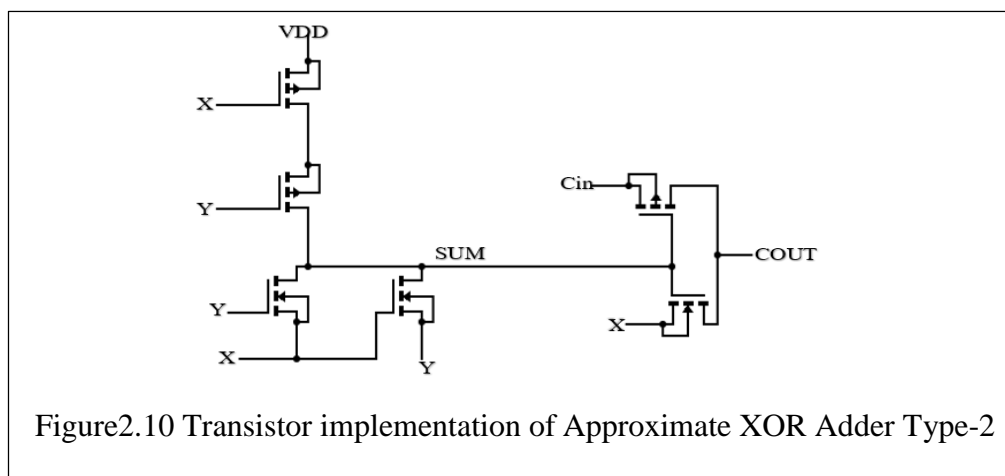 VDD
X
Y
Cin
SUM
COUT
Y
X
X
Y
Figure2.10 Transistor implementation of Approximate XOR Adder Type-2